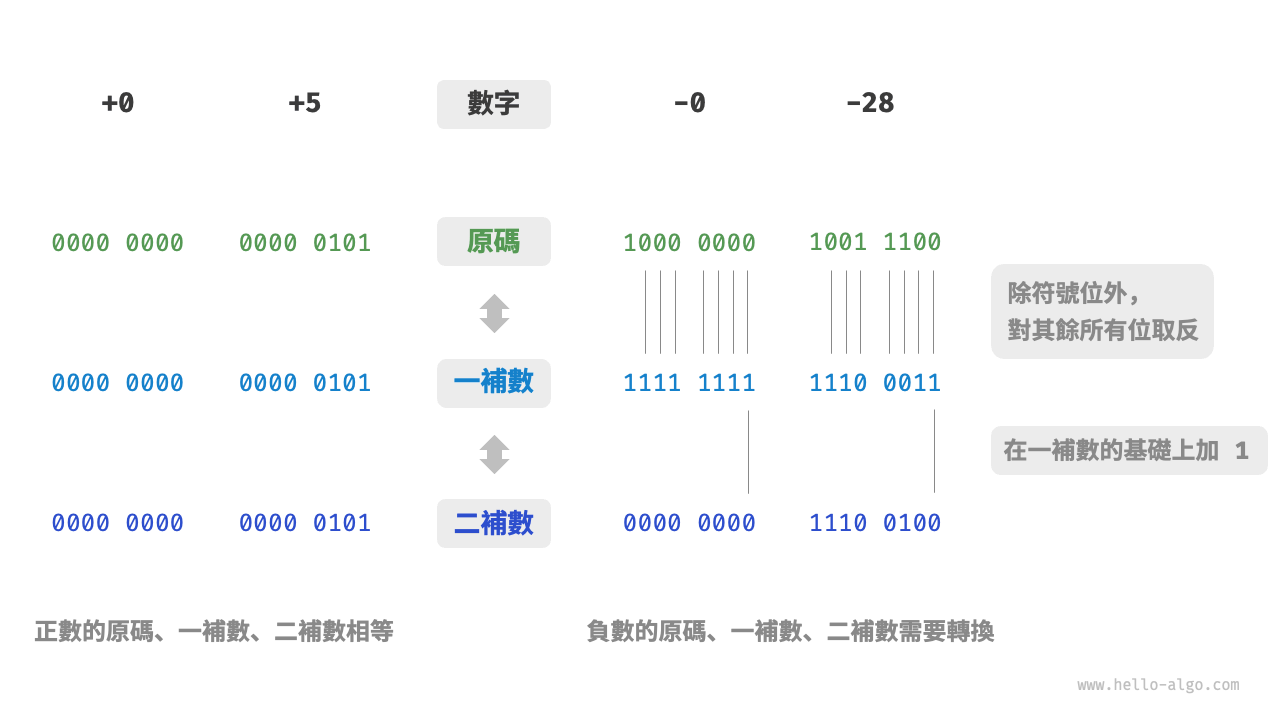 +0 +5 數字 -0 -28
0000 0000 0000 0101 原碼 1000 0000 1001 1100
除符號位外，
對其餘所有位取反
0000 0000 0000 0101 一補數 1111 1111 1110 0011
在一補數的基礎上加 1
0000 0000 0000 0101 二補數 0000 0000 1110 0100
正數的原碼、一補數、二補數相等 負數的原碼、一補數、二補數需要轉換
www.hello-algo.com